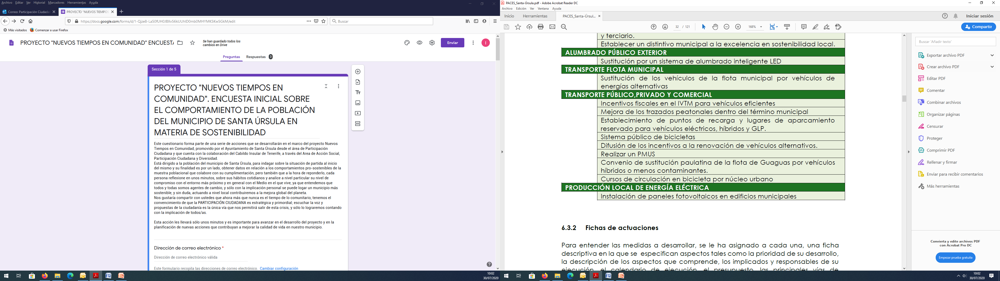 Archivo Editar Ver Historial Marcadores Herramientas Ayuda
Correo: Participación Ciudadan
PROYECTO "NUEVOS TIEMPOS
https://docs.google.com/forms/d/1-Qjze8-La50fUH0JBXv56kUUhlD0mb0MHYMK5Kw5GkM/edit
Buscar
Más visitados Comenzar a usar Firefox
PROYECTO "NUEVOS TIEMPOS EN COMUNIDAD" ENCUESTA
Se han guardado todos los
cambios en Drive
Enviar
I
Preguntas Respuestas 3
Sección 1 de 5
PROYECTO "NUEVOS TIEMPOS EN
COMUNIDAD". ENCUESTA INICIAL SOBRE
EL COMPORTAMIENTO DE LA POBLACIÓN
DEL MUNICIPIO DE SANTA ÚRSULA EN
MATERIA DE SOSTENIBILIDAD
Este cuestionario forma parte de una serie de acciones que se desarrollarán en el marco del proyecto Nuevos
Tiempos en Comunidad, promovido por el Ayuntamiento de Santa Úrsula desde el área de Participación
Ciudadana y que cuenta con la colaboración del Cabildo Insular de Tenerife, a través del Area de Acción Social,
Participación Ciudadana y Diversidad.
Está dirigido a la población del municipio de Santa Úrsula, para indagar sobre la situación de partida al inicio
del mismo y su finalidad es por un lado, obtener datos en relación a los comportamientos pro-sostenibles de la
muestra poblacional que colabore con su cumplimentación, pero también que a la hora de reponderlo, cada
persona reflexione en unos minutos, sobre sus hábitos cotidianos y analice a nivel particular su nivel de
compromiso con el entorno más próximo y en general con el Medio en el que vive, ya que entendemos que
todos y todas somos agentes de cambio, y sólo con la implicación personal se puede logar un municipio más
sostenible, y sin duda, actuando a nivel local contribuiremos a la mejora global del planeta.
Nos gustaría compartir con ustedes que ahora más que nunca es el tiempo de lo comunitario, tenemos el
convencimiento de que la PARTICIPACIÓN CIUDADANA es estratégica y primordial; escuchar la voz y
propuestas de la ciudadanía es la única vía que nos permitirá salir de esta crisis, y sólo lo lograremos contando
con la implicación de todos/as.
Esta acción les llevará sólo unos minutos y es importante para avanzar en el desarrollo del proyecto y en la
planificación de nuevas acciones que contribuyan a mejorar la calidad de vida en nuestro municipio.
Dirección de correo electrónico *
Dirección de correo electrónico válida
Este formulario recopila las direcciones de correo electrónico. Cambiar configuración
10:02
30/07/2020
PACES_Santa-Úrsula.pdf - Adobe Acrobat Reader DC
Archivo Edición Ver Ventana Ayuda
Inicio Herramientas PACES_Santa-Úrsul...
Iniciar sesión
32 / 121
168%
Compartir
y terciario.
Establecer un distintivo municipal a la excelencia en sostenibilidad local.
ALUMBRADO PÚBLICO EXTERIOR
Sustitución por un sistema de alumbrado inteligente LED
TRANSPORTE FLOTA MUNICIPAL
Sustitución de los vehículos de la flota municipal por vehículos de
energías alternativas
TRANSPORTE PÚBLICO,PRIVADO Y COMERCIAL
Incentivos fiscales en el IVTM para vehículos eficientes
Mejora de los trazados peatonales dentro del término municipal
Establecimiento de puntos de recarga y lugares de aparcamiento
reservado para vehículos eléctricos, híbridos y GLP.
Sistema público de bicicletas
Difusión de los incentivos a la renovación de vehículos alternativos.
Realizar un PMUS
Convenio de sustitución paulatina de la flota de Guaguas por vehículos
híbridos o menos contaminantes.
Cursos de circulación en bicicleta por núcleo urbano
PRODUCCIÓN LOCAL DE ENERGÍA ELÉCTRICA
Instalación de paneles fotovoltaicos en edificios municipales
6.3.2 Fichas de actuaciones
Para entender las medidas a desarrollar, se le ha asignado a cada una, una ficha
descriptiva en la que se especifican aspectos tales como la prioridad de su desarrollo,
la descripción de los aspectos que comprende, los implicados y responsables de su
ejecución, el calendario de ejecución, el presupuesto, las principales vías de
Buscar 'Añadir texto'
Exportar archivo PDF
Crear archivo PDF
Editar PDF
Comentar
Combinar archivos
Organizar páginas
Censurar
Proteger
Comprimir PDF
Rellenar y firmar
Enviar para recibir comentarios
Más herramientas
Convierta y edite archivos PDF
con Acrobat Pro DC
Empezar prueba gratuita
10:02
30/07/2020